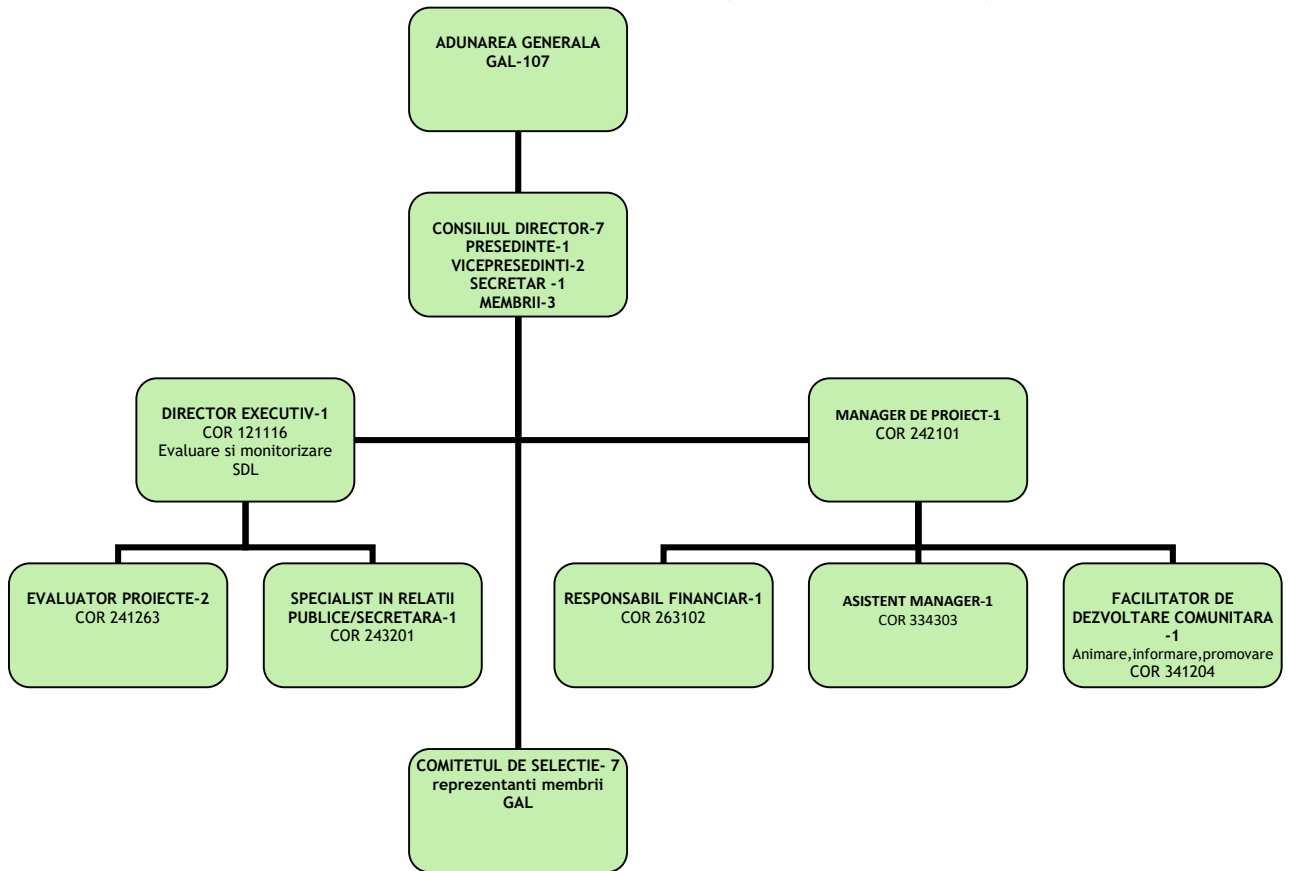 ADUNAREA GENERALA
GAL-107
CONSILIUL DIRECTOR-7
PRESEDINTE-1
VICEPRESEDINTI-2
SECRETAR -1
MEMBRII-3
DIRECTOR EXECUTIV-1
COR 121116
Evaluare si monitorizare
SDL
MANAGER DE PROIECT-1
COR 242101
EVALUATOR PROIECTE-2
COR 241263
SPECIALIST IN RELATII
PUBLICE/SECRETARA-1
COR 243201
RESPONSABIL FINANCIAR-1
COR 263102
ASISTENT MANAGER-1
COR 334303
FACILITATOR DE
DEZVOLTARE COMUNITARA
-1
Animare,informare,promovare
COR 341204
COMITETUL DE SELECTIE- 7
reprezentanti membrii
GAL